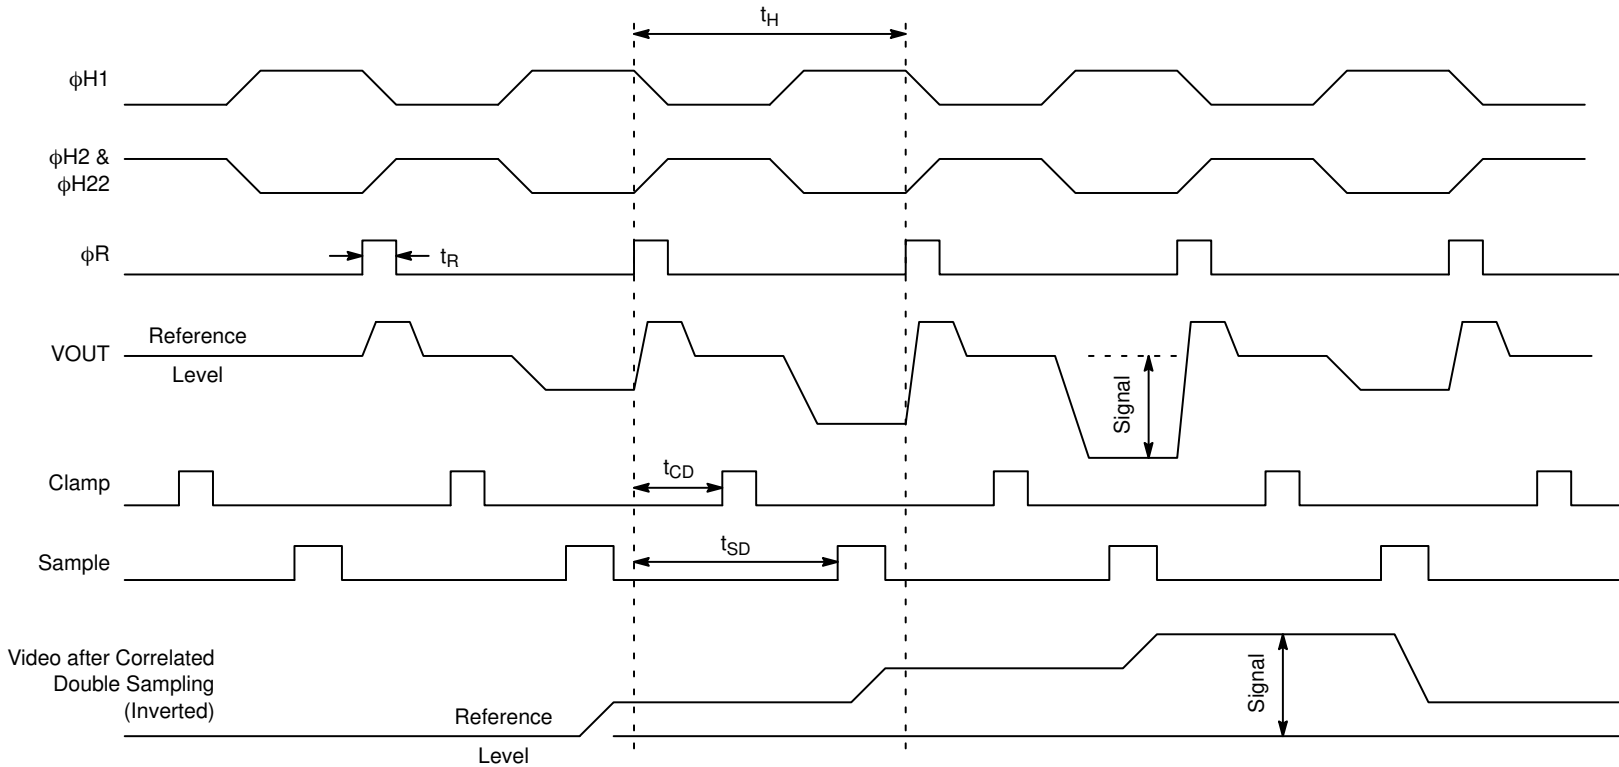 tH
ϕH1
ϕH2 &
ϕH22
ϕR
tR
VOUT
Reference
Level
Signal
Clamp
tCD
Sample
tSD
Video after Correlated
Double Sampling
(Inverted)
Reference
Level
Signal